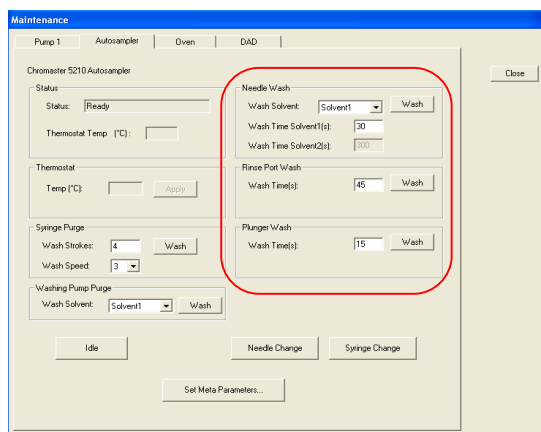 Maintenance
Pump 1 Autosampler Oven DAD
Close
Chromaster 5210 Autosampler
Status
Status: Ready
Thermostat Temp (°C):
Thermostat
Temp (°C): Apply
Syringe Purge
Wash Strokes: 4 Wash
Wash Speed: 3
Washing Pump Purge
Wash Solvent: Solvent1 Wash
Needle Wash
Wash Solvent: Solvent1 Wash
Wash Time Solvent1(s): 30
Wash Time Solvent2(s): 300
Rinse Port Wash
Wash Time(s): 45 Wash
Plunger Wash
Wash Time(s): 15 Wash
Idle
Needle Change
Syringe Change
Set Meta Parameters...